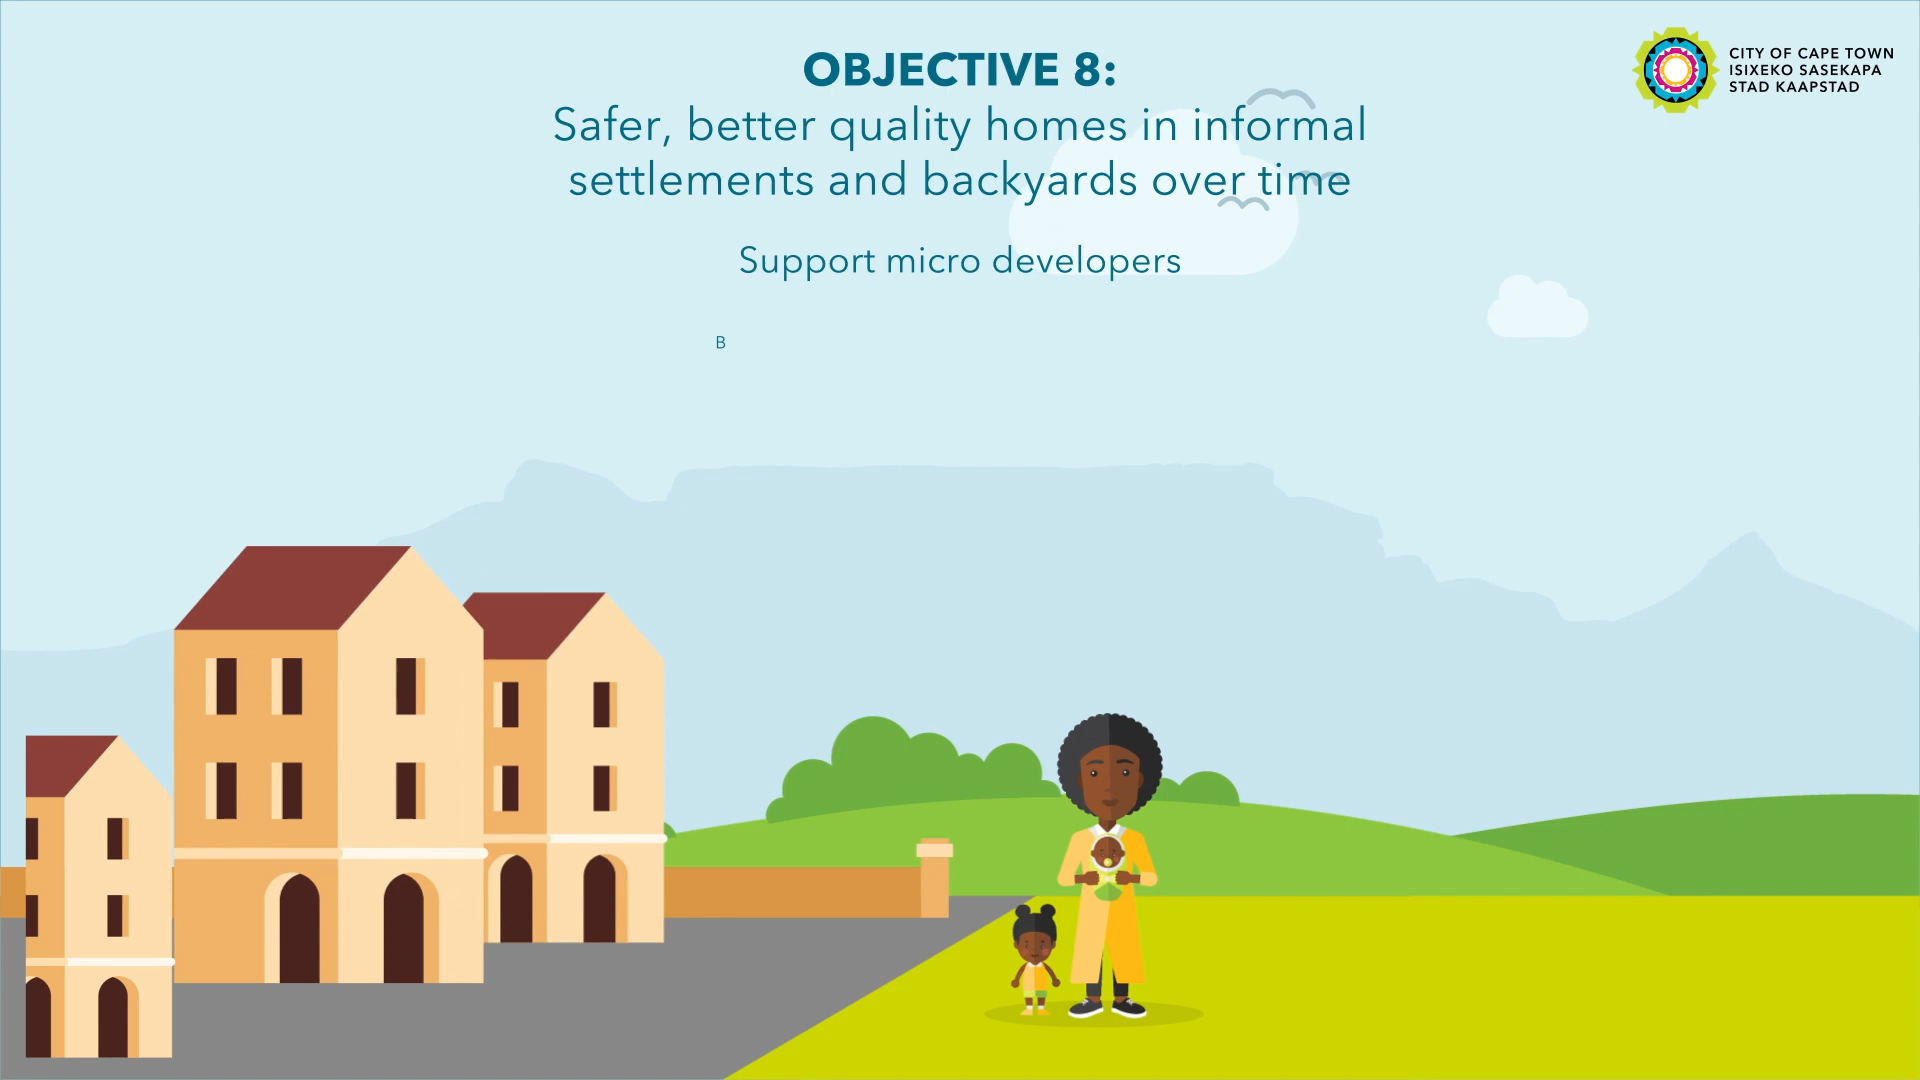 OBJECTIVE 8:
Safer, better quality homes in informal
settlements and backyards over time
Support micro developers
B
CITY OF CAPE TOWN
ISIXEKO SASEKAPA
STAD KAAPSTAD